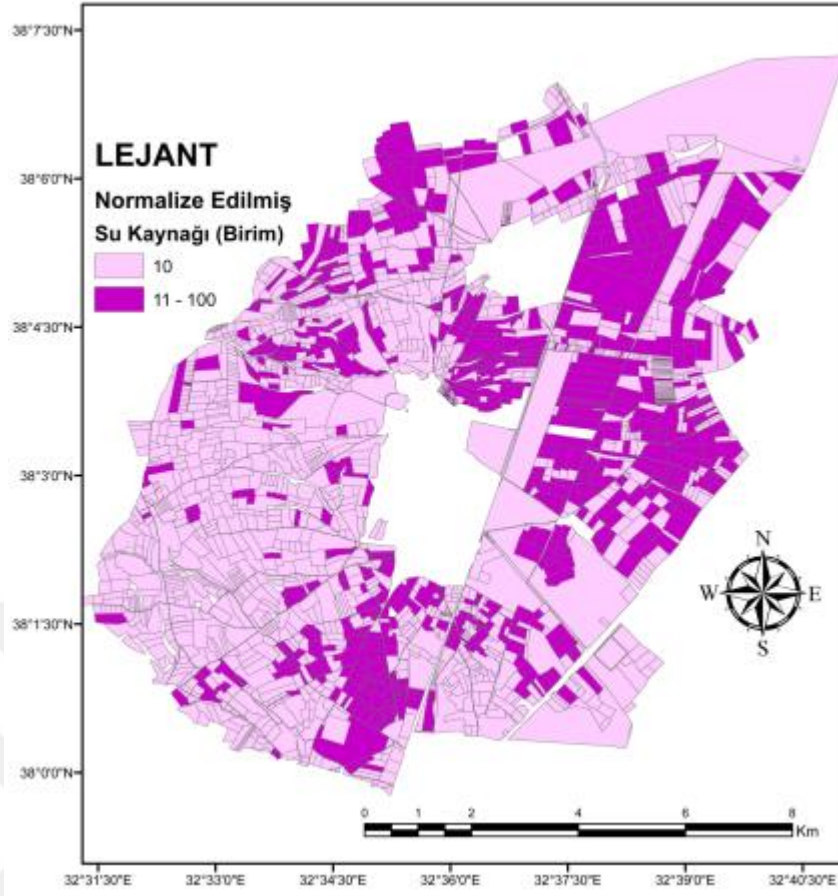 38°7'30"N
38°6'0"N
38°4'30"N
38°3'0"N
38°1'30"N
38°0'0"N
LEJANT
Normalize Edilmiş
Su Kaynağı (Birim)
10
11 - 100
N
W E
S
0 1 2 4 6 8
Km
32°31'30"E 32°33'0"E 32°34'30"E 32°36'0"E 32°37'30"E 32°39'0"E 32°40'30"E